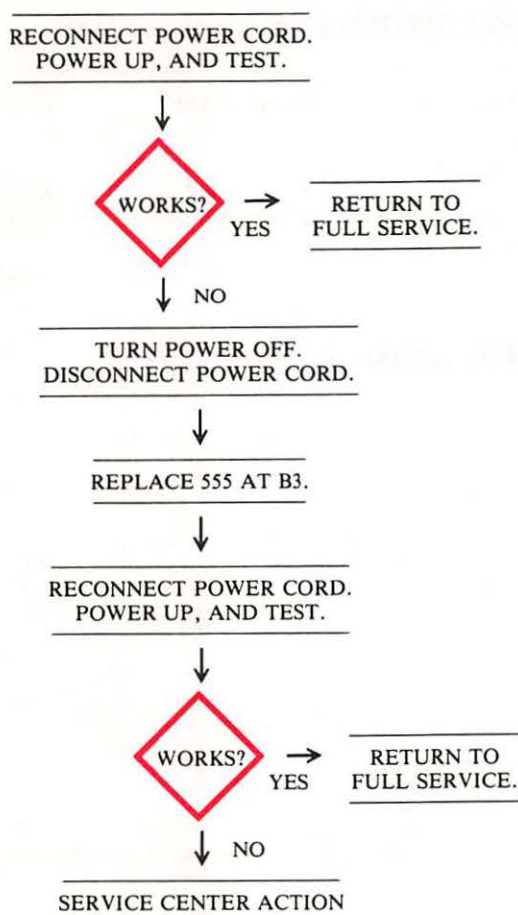 RECONNECT POWER CORD.
POWER UP, AND TEST.
WORKS?
YES
RETURN TO
FULL SERVICE.
NO
TURN POWER OFF.
DISCONNECT POWER CORD.
REPLACE 555 AT B3.
RECONNECT POWER CORD.
POWER UP, AND TEST.
WORKS?
YES
RETURN TO
FULL SERVICE.
NO
SERVICE CENTER ACTION